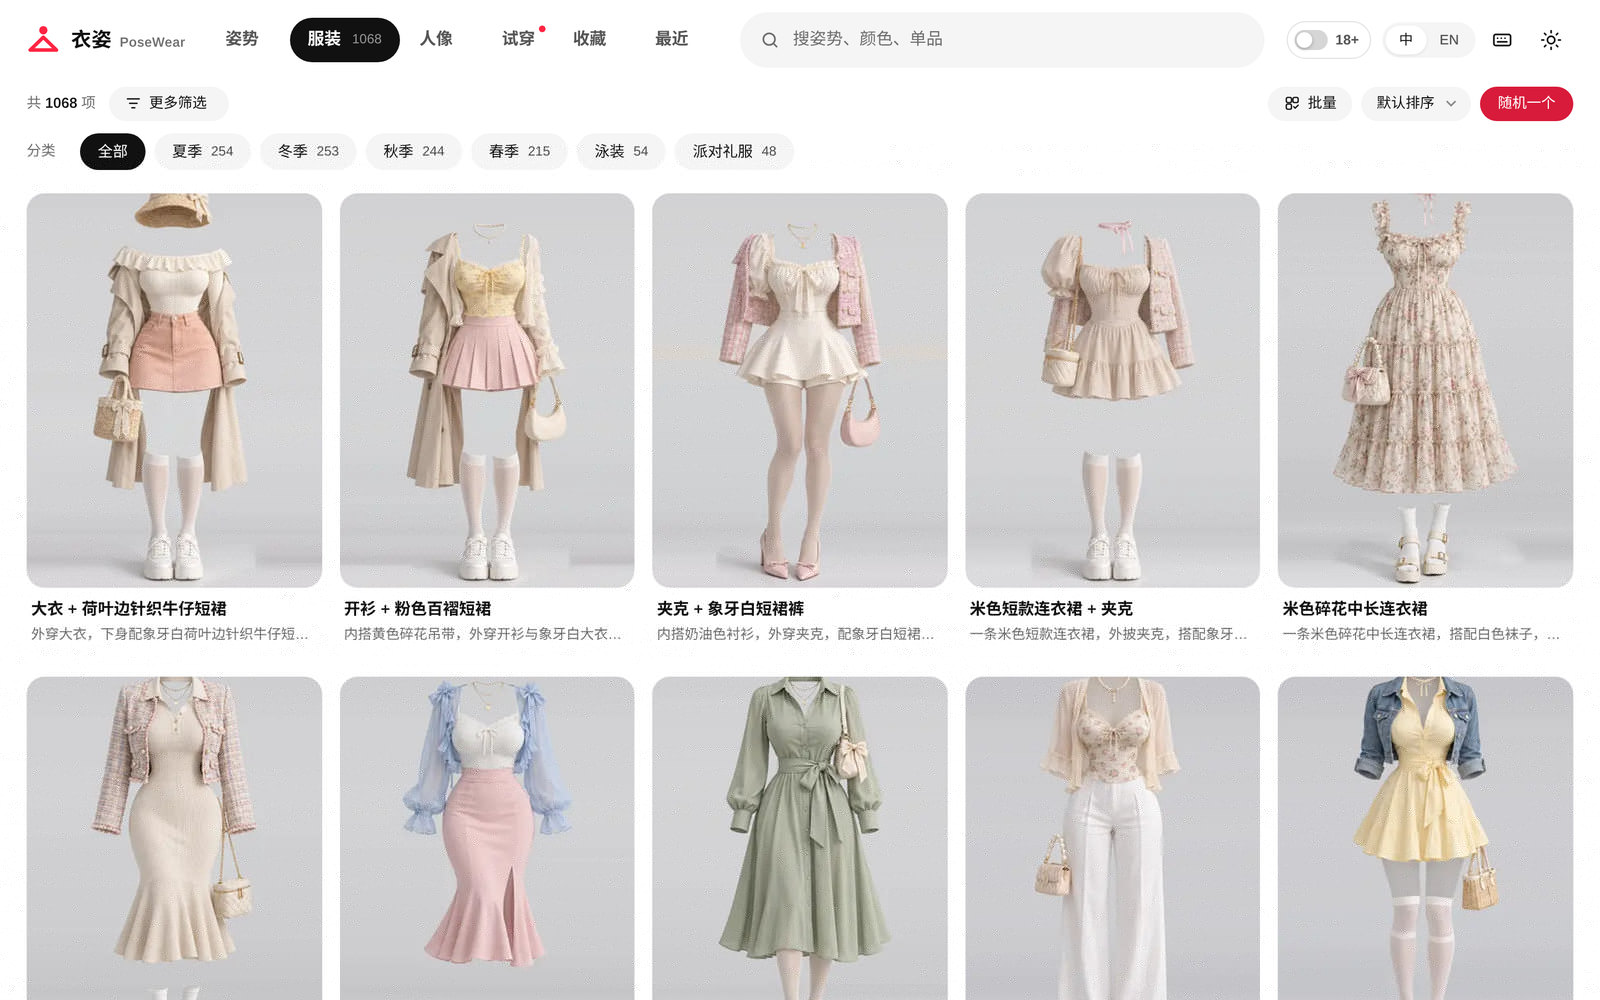 衣姿 PoseWear 姿势 服装 1068 人像 试穿 收藏 最近 搜姿势、颜色、单品 18+ 中 EN
共 1068 项 更多筛选 批量 默认排序 随机一个
分类 全部 夏季 254 冬季 253 秋季 244 春季 215 泳装 54 派对礼服 48
大衣 + 荷叶边针织牛仔短裙
外穿大衣，下身配象牙白荷叶边针织牛仔短…
开衫 + 粉色百褶短裙
内搭黄色碎花吊带，外穿开衫与象牙白大衣…
夹克 + 象牙白短裙裤
内搭奶油色衬衫，外穿夹克，配象牙白短裙…
米色短款连衣裙 + 夹克
一条米色短款连衣裙，外披夹克，搭配象牙…
米色碎花中长连衣裙
一条米色碎花中长连衣裙，搭配白色袜子，…